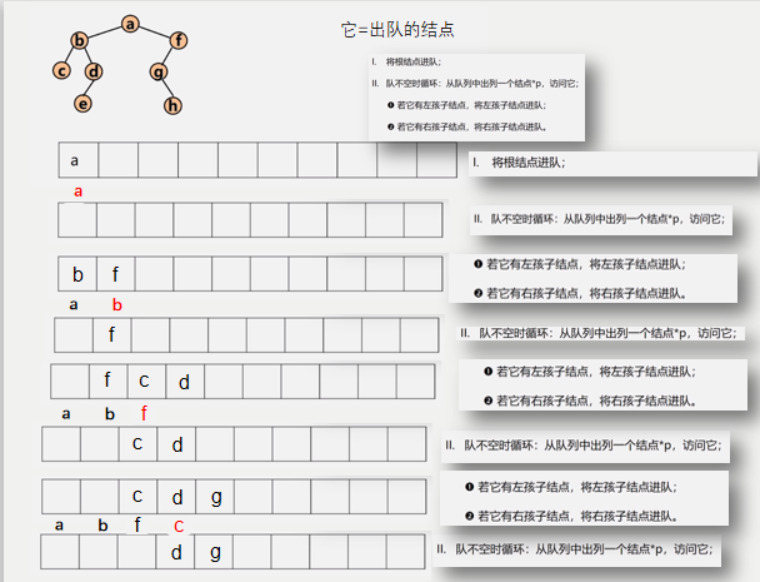 a
它=出队的结点
b
f
I. 将根结点进队;
c
d
g
II. 队不空时循环:从队列中出列一个结点*p,访问它;
e
h
❶ 若它有左孩子结点,将左孩子结点进队;
❷ 若它有右孩子结点,将右孩子结点进队。
a
I. 将根结点进队;
a
II. 队不空时循环:从队列中出列一个结点*p,访问它;
b f
❶ 若它有左孩子结点,将左孩子结点进队;
❷ 若它有右孩子结点,将右孩子结点进队。
a b
f
II. 队不空时循环:从队列中出列一个结点*p,访问它;
f c d
❶ 若它有左孩子结点,将左孩子结点进队;
❷ 若它有右孩子结点,将右孩子结点进队。
a b f
c d
II. 队不空时循环:从队列中出列一个结点*p,访问它;
c d g
❶ 若它有左孩子结点,将左孩子结点进队;
❷ 若它有右孩子结点,将右孩子结点进队。
a b f c
d g
II. 队不空时循环:从队列中出列一个结点*p,访问它;